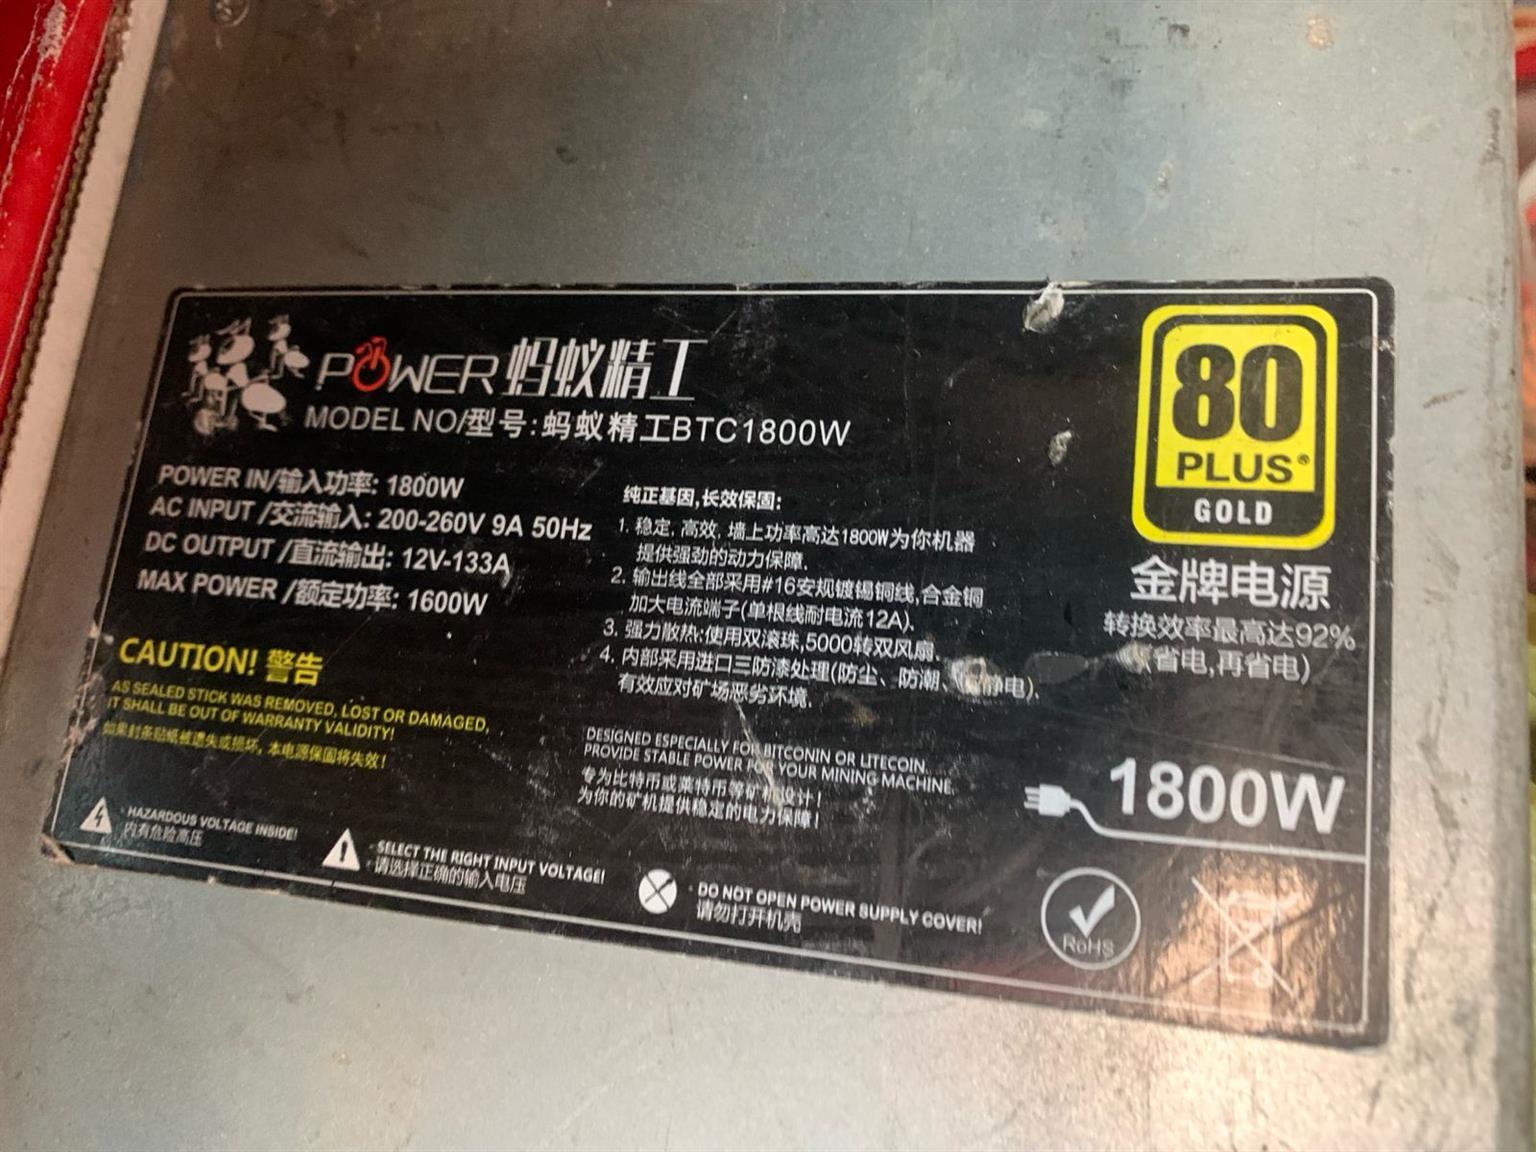 POWER 蚂蚁精工
MODEL NO/型号: 蚂蚁精工BTC1800W
POWER IN/输入功率: 1800W
AC INPUT /交流输入: 200-260V 9A 50Hz
DC OUTPUT /直流输出: 12V-133A
MAX POWER /额定功率: 1600W
CAUTION! 警告
AS SEALED STICK WAS REMOVED, LOST OR DAMAGED,
IT SHALL BE OUT OF WARRANTY VALIDITY!
如果封条贴纸被遗失或损坏, 本电源保固将失效!
纯正基因,长效保固:
1. 稳定, 高效, 墙上功率高达1800W为你机器
提供强劲的动力保障.
2. 输出线全部采用#16安规镀锡铜线,合金铜
加大电流端子(单根线耐电流12A)、
3. 强力散热:使用双滚珠,5000转双风扇.
4. 内部采用进口三防漆处理(防尘、防潮、静电).
有效应对矿场恶劣环境.
DESIGNED ESPECIALLY FOR BITCONIN OR LITECOIN.
PROVIDE STABLE POWER FOR YOUR MINING MACHINE.
专为比特币或莱特币等矿机设计!
为你的矿机提供稳定的电力保障!
80
PLUS®
GOLD
金牌电源
转换效率最高达92%
省电,再省电)
1800W
HAZARDOUS VOLTAGE INSIDE!
内有危险高压
SELECT THE RIGHT INPUT VOLTAGE!
请选择正确的输入电压
DO NOT OPEN POWER SUPPLY COVER!
请勿打开机壳
RoHS